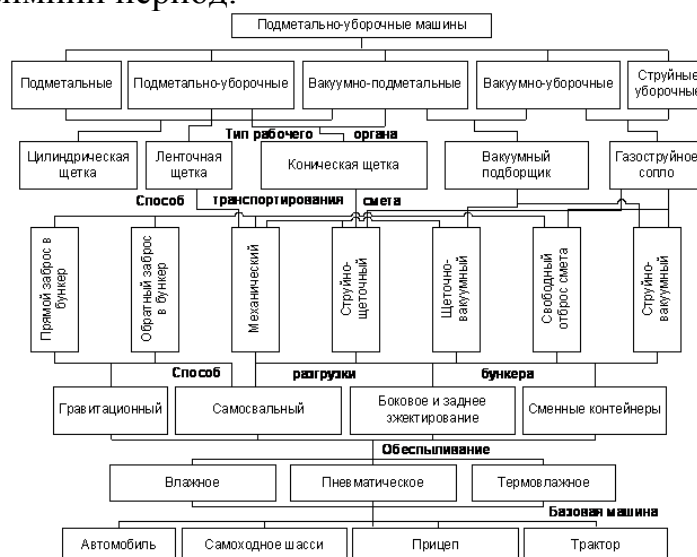 зимний период.
Подметально-уборочные машины
Подметальные
Подметально-уборочные
Вакуумно-подметальные
Вакуумно-уборочные
Струйные
уборочные
Тип рабочего органа
Цилиндрическая
щетка
Ленточная
щетка
Коническая щетка
Вакуумный
подборщик
Газоструйное
сопло
Способ транспортирования смета
Прямой заброс в
бункер
Обратный заброс
в бункер
Механический
Струйно-
щеточный
Щеточно-
вакуумный
Свободный
отброс смета
Струйно-
вакуумный
Способ разгрузки бункера
Гравитационный
Самосвальный
Боковое и заднее
эжектирование
Сменные контейнеры
Обеспыливание
Влажное
Пневматическое
Термовлажное
Базовая машина
Автомобиль
Самоходное шасси
Прицеп
Трактор